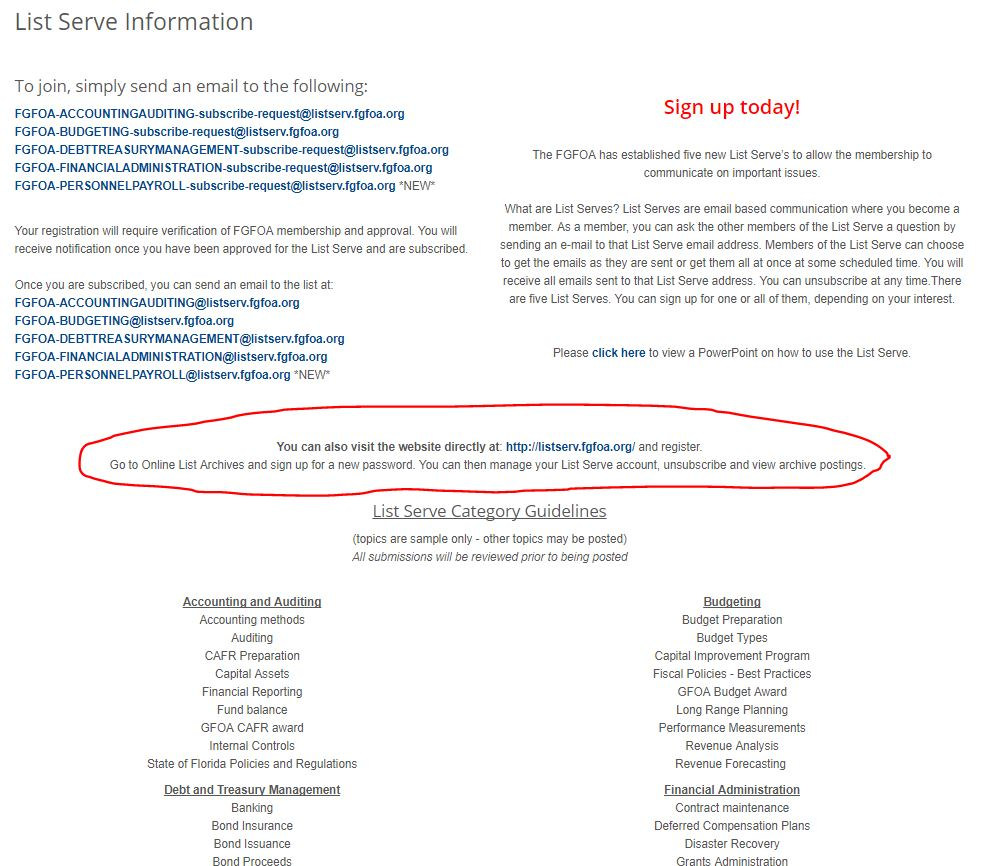 List Serve Information
To join, simply send an email to the following:
FGFOA-ACCOUNTINGAUDITING-subscribe-request@listserv.fgfoa.org
FGFOA-BUDGETING-subscribe-request@listserv.fgfoa.org
FGFOA-DEBTTREASURYMANAGEMENT-subscribe-request@listserv.fgfoa.org
FGFOA-FINANCIALADMINISTRATION-subscribe-request@listserv.fgfoa.org
FGFOA-PERSONNELPAYROLL-subscribe-request@listserv.fgfoa.org *NEW*
Your registration will require verification of FGFOA membership and approval. You will
receive notification once you have been approved for the List Serve and are subscribed.
Once you are subscribed, you can send an email to the list at:
FGFOA-ACCOUNTINGAUDITING@listserv.fgfoa.org
FGFOA-BUDGETING@listserv.fgfoa.org
FGFOA-DEBTTREASURYMANAGEMENT@listserv.fgfoa.org
FGFOA-FINANCIALADMINISTRATION@listserv.fgfoa.org
FGFOA-PERSONNELPAYROLL@listserv.fgfoa.org *NEW*
Sign up today!
The FGFOA has established five new List Serve's to allow the membership to
communicate on important issues.
What are List Serves? List Serves are email based communication where you become a
member. As a member, you can ask the other members of the List Serve a question by
sending an e-mail to that List Serve email address. Members of the List Serve can choose
to get the emails as they are sent or get them all at once at some scheduled time. You will
receive all emails sent to that List Serve address. You can unsubscribe at any time.There
are five List Serves. You can sign up for one or all of them, depending on your interest.
Please click here to view a PowerPoint on how to use the List Serve.
You can also visit the website directly at: http://listserv.fgfoa.org/ and register.
Go to Online List Archives and sign up for a new password. You can then manage your List Serve account, unsubscribe and view archive postings.
List Serve Category Guidelines
(topics are sample only - other topics may be posted)
All submissions will be reviewed prior to being posted
Accounting and Auditing
Accounting methods
Auditing
CAFR Preparation
Capital Assets
Financial Reporting
Fund balance
GFOA CAFR award
Internal Controls
State of Florida Policies and Regulations
Budgeting
Budget Preparation
Budget Types
Capital Improvement Program
Fiscal Policies - Best Practices
GFOA Budget Award
Long Range Planning
Performance Measurements
Revenue Analysis
Revenue Forecasting
Debt and Treasury Management
Banking
Bond Insurance
Bond Issuance
Bond Proceeds
Financial Administration
Contract maintenance
Deferred Compensation Plans
Disaster Recovery
Grants Administration